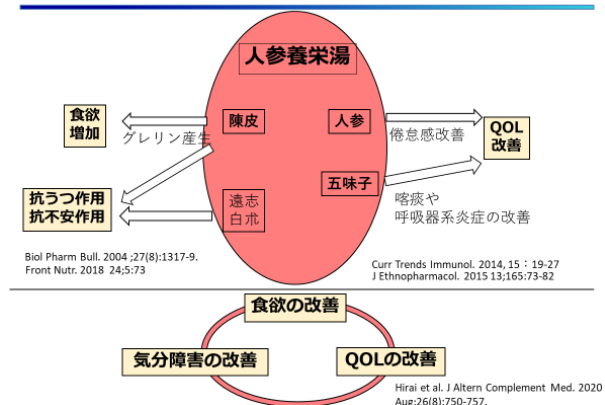 人参養栄湯
食欲
増加
グレリン産生
陳皮
人参
倦怠感改善
QOL
改善
五味子
喀痰や
呼吸器系炎症の改善
抗うつ作用
抗不安作用
遠志
白朮
Biol Pharm Bull. 2004 ;27(8):1317-9.
Front Nutr. 2018 24;5:73
Curr Trends Immunol. 2014, 15：19-27
J Ethnopharmacol. 2015 13;165:73-82
食欲の改善
気分障害の改善
QOLの改善
Hirai et al. J Altern Complement Med. 2020
Aug;26(8):750-757.